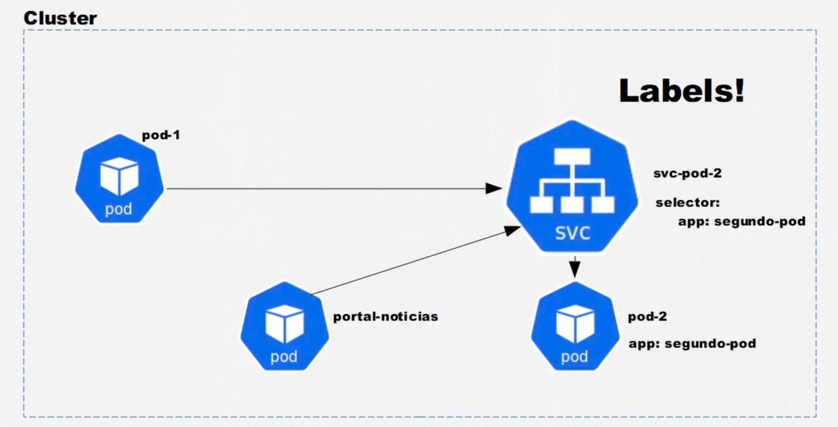 Cluster
Labels!
pod-1
pod
svc-pod-2
selector:
app: segundo-pod
svc
portal-noticias
pod
pod-2
app: segundo-pod
pod